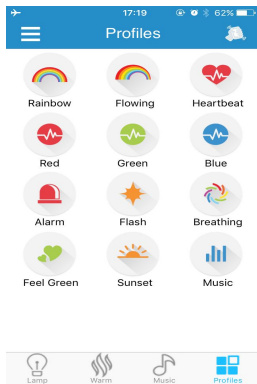 17:19 62%
Profiles
Rainbow Flowing Heartbeat
Red Green Blue
Alarm Flash Breathing
Feel Green Sunset Music
Lamp Warm Music Profiles